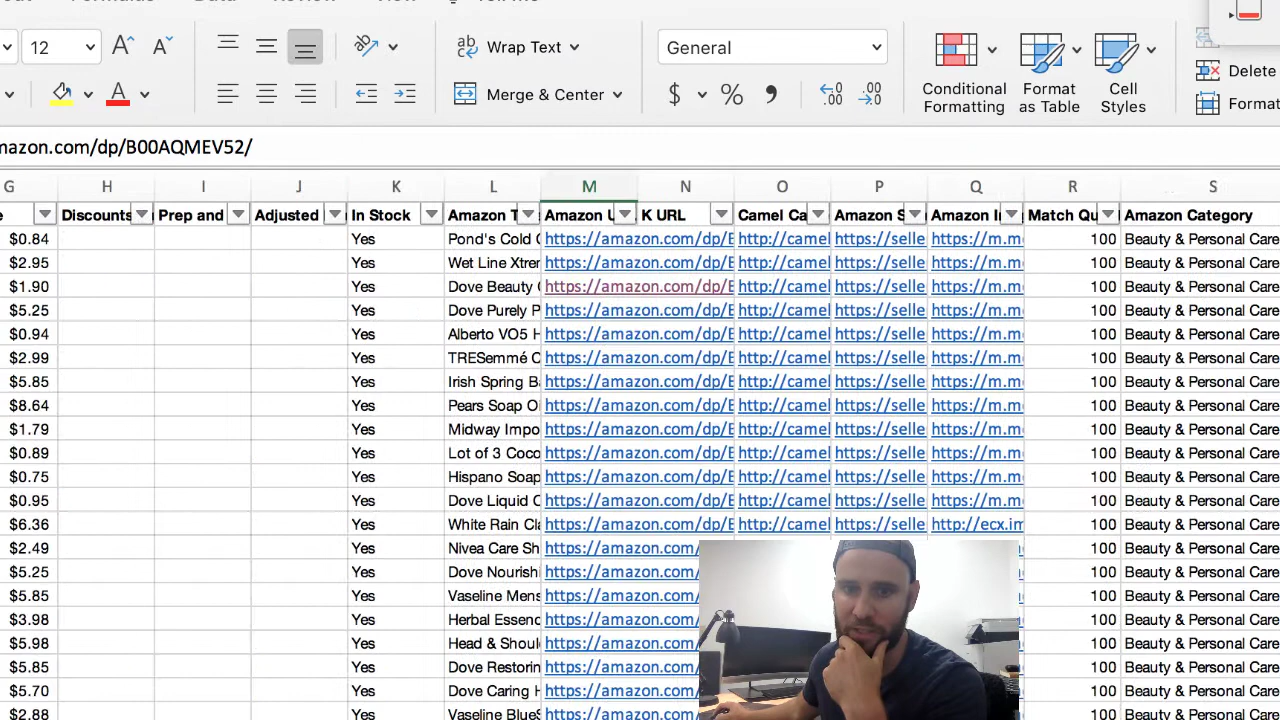 Formulas Data Review View Tell me
12 A A Wrap Text General
A Merge & Center $ % Conditional Formatting Format as Table Cell Styles Delete
Format
mazon.com/dp/B00AQMEV52/
G H I J K L M N O P Q R S
e Discounts Prep and Adjusted In Stock Amazon T Amazon U K URL Camel Ca Amazon S Amazon I Match Qu Amazon Category
$0.84 Yes Pond's Cold C https://amazon.com/dp/B http://camel https://selle https://m.m 100 Beauty & Personal Care
$2.95 Yes Wet Line Xtre https://amazon.com/dp/B http://camel https://selle https://m.m 100 Beauty & Personal Care
$1.90 Yes Dove Beauty https://amazon.com/dp/B http://camel https://selle https://m.m 100 Beauty & Personal Care
$5.25 Yes Dove Purely P https://amazon.com/dp/B http://camel https://selle https://m.m 100 Beauty & Personal Care
$0.94 Yes Alberto VO5 H https://amazon.com/dp/B http://camel https://selle https://m.m 100 Beauty & Personal Care
$2.99 Yes TRESemmé C https://amazon.com/dp/B http://camel https://selle https://m.m 100 Beauty & Personal Care
$5.85 Yes Irish Spring Ba https://amazon.com/dp/B http://camel https://selle https://m.m 100 Beauty & Personal Care
$8.64 Yes Pears Soap O https://amazon.com/dp/B http://camel https://selle https://m.m 100 Beauty & Personal Care
$1.79 Yes Midway Impo https://amazon.com/dp/B http://camel https://selle https://m.m 100 Beauty & Personal Care
$0.89 Yes Lot of 3 Coco https://amazon.com/dp/B http://camel https://selle https://m.m 100 Beauty & Personal Care
$0.75 Yes Hispano Soap https://amazon.com/dp/B http://camel https://selle https://m.m 100 Beauty & Personal Care
$0.95 Yes Dove Liquid C https://amazon.com/dp/B http://camel https://selle https://m.m 100 Beauty & Personal Care
$6.36 Yes White Rain Cla https://amazon.com/dp/B http://camel https://selle http://ecx.im 100 Beauty & Personal Care
$2.49 Yes Nivea Care Sh https://amazon.com/ 100 Beauty & Personal Care
$5.25 Yes Dove Nourishi https://amazon.com/ 100 Beauty & Personal Care
$5.85 Yes Vaseline Mens https://amazon.com/ 100 Beauty & Personal Care
$3.98 Yes Herbal Essenc https://amazon.com/ 100 Beauty & Personal Care
$5.98 Yes Head & Shoul https://amazon.com/ 100 Beauty & Personal Care
$5.85 Yes Dove Restorin https://amazon.com/ 100 Beauty & Personal Care
$5.70 Yes Dove Caring H https://amazon.com/ 100 Beauty & Personal Care
$2.88 Yes Vaseline BlueS https://amazon.com/ 100 Beauty & Personal Care